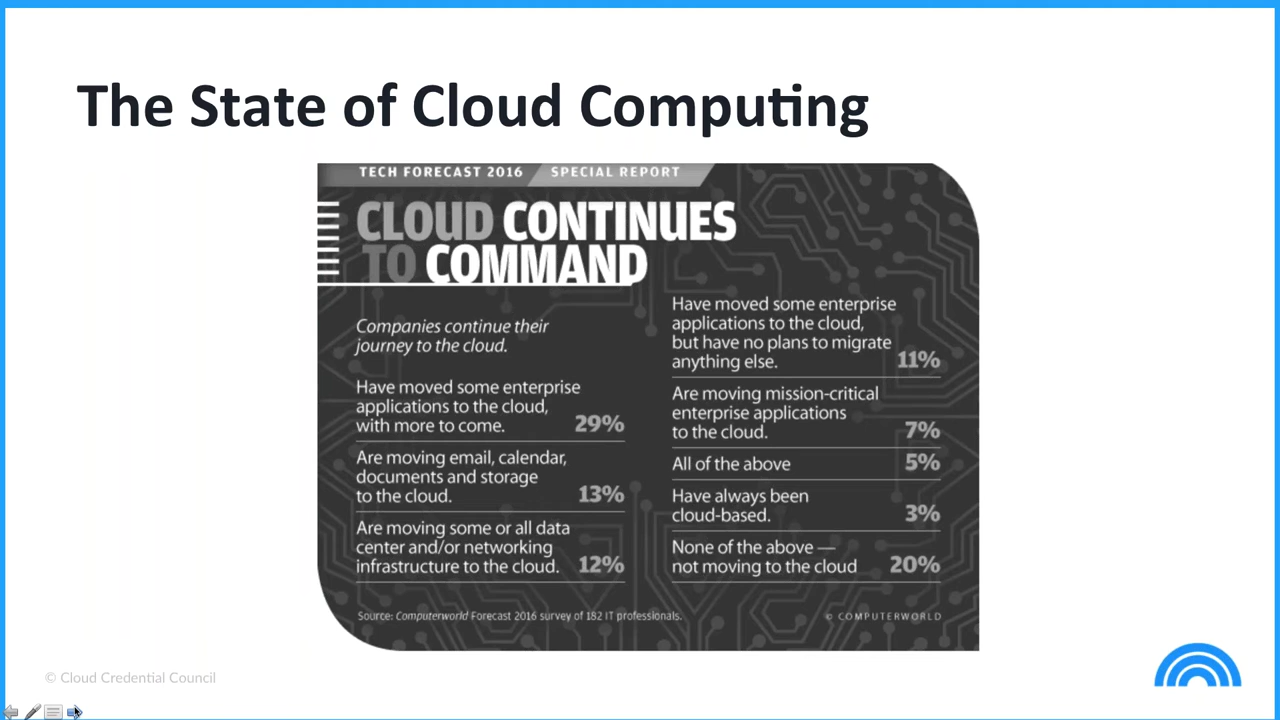 The State of Cloud Computing
TECH FORECAST 2016 SPECIAL REPORT
CLOUD CONTINUES
TO COMMAND
Companies continue their
journey to the cloud.
Have moved some enterprise
applications to the cloud,
with more to come. 29%
Are moving email, calendar,
documents and storage
to the cloud. 13%
Are moving some or all data
center and/or networking
infrastructure to the cloud. 12%
Have moved some enterprise
applications to the cloud,
but have no plans to migrate
anything else. 11%
Are moving mission-critical
enterprise applications
to the cloud. 7%
All of the above 5%
Have always been
cloud-based. 3%
None of the above —
not moving to the cloud 20%
Source: Computerworld Forecast 2016 survey of 182 IT professionals.
© COMPUTERWORLD
© Cloud Credential Council